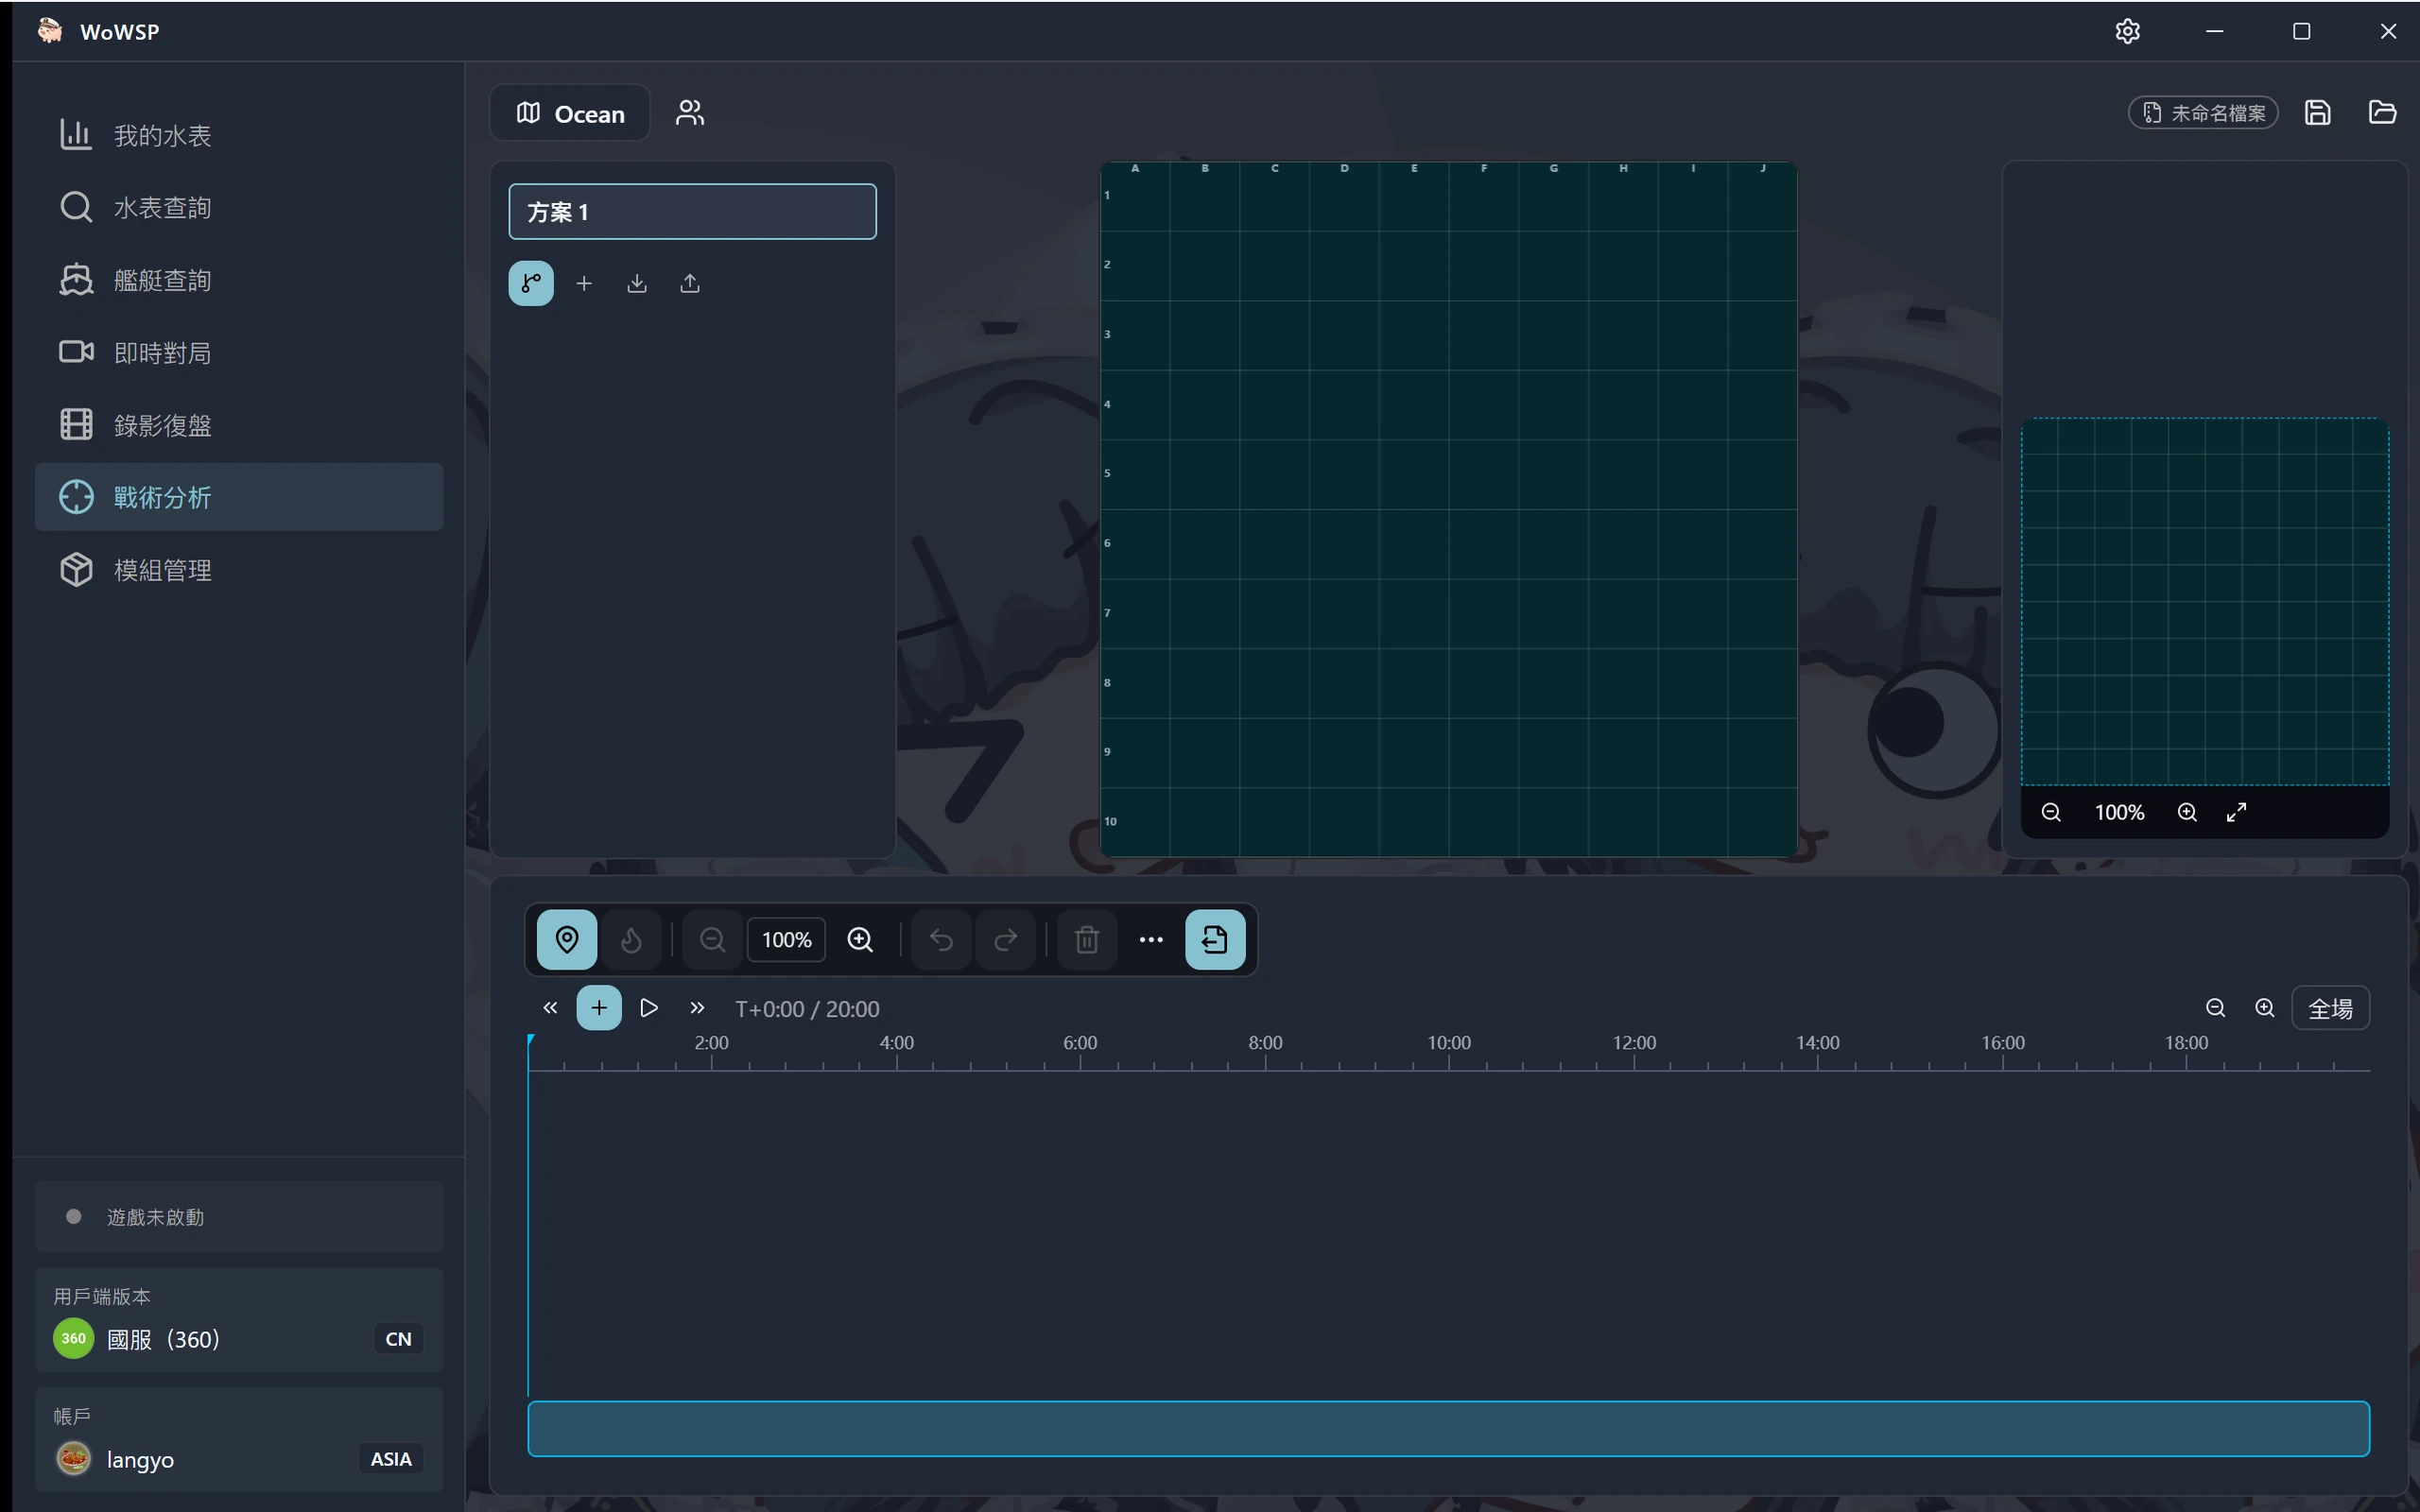 WoWSP
我的水表
水表查詢
艦艇查詢
即時對局
錄影復盤
戰術分析
模組管理
遊戲未啟動
用戶端版本
360 國服（360） CN
帳戶
langyo ASIA
Ocean
未命名檔案
方案 1
A B C D E F G H I J
1
2
3
4
5
6
7
8
9
10
100%
100%
T+0:00 / 20:00
全場
2:00 4:00 6:00 8:00 10:00 12:00 14:00 16:00 18:00